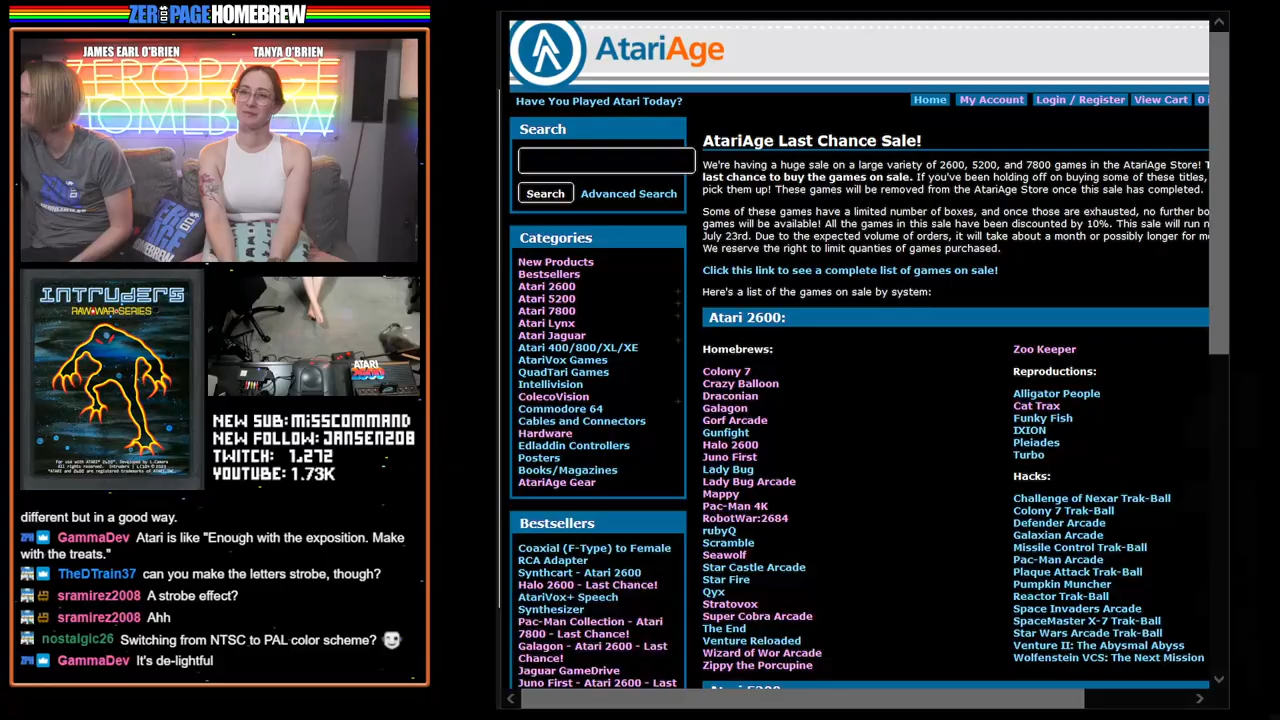 ZERO PAGE HOMEBREW
JAMES EARL O'BRIEN
TANYA O'BRIEN
ZEROPAGE
HOMEBREW
INTRUDERS
RAW WAR SERIES
ATARI
NEW SUB: MISSCOMMAND
NEW FOLLOW: JANSEN208
TWITCH: 1,272
YOUTUBE: 1.73K
different but in a good way.
GammaDev Atari is like "Enough with the exposition. Make
with the treats."
TheDTrain37 can you make the letters strobe, though?
sramirez2008 A strobe effect?
sramirez2008 Ahh
nostalgic26 Switching from NTSC to PAL color scheme?
GammaDev It's de-lightful
AtariAge
Have You Played Atari Today?
Home
My Account
Login / Register
View Cart
0
Search
Search
Advanced Search
Categories
New Products
Bestsellers
Atari 2600
Atari 5200
Atari 7800
Atari Lynx
Atari Jaguar
Atari 400/800/XL/XE
AtariVox Games
QuadTari Games
Intellivision
ColecoVision
Commodore 64
Cables and Connectors
Hardware
Edladdin Controllers
Posters
Books/Magazines
AtariAge Gear
Bestsellers
Coaxial (F-Type) to Female
RCA Adapter
Synthcart - Atari 2600
Halo 2600 - Last Chance!
AtariVox+ Speech
Synthesizer
Pac-Man Collection - Atari
7800 - Last Chance!
Galagon - Atari 2600 - Last
Chance!
Jaguar GameDrive
Juno First - Atari 2600 - Last
AtariAge Last Chance Sale!
We're having a huge sale on a large variety of 2600, 5200, and 7800 games in the AtariAge Store!
last chance to buy the games on sale. If you've been holding off on buying some of these titles,
pick them up! These games will be removed from the AtariAge Store once this sale has completed.
Some of these games have a limited number of boxes, and once those are exhausted, no further bo
games will be available! All the games in this sale have been discounted by 10%. This sale will run
July 23rd. Due to the expected volume of orders, it will take about a month or possibly longer for
We reserve the right to limit quanties of games purchased.
Click this link to see a complete list of games on sale!
Here's a list of the games on sale by system:
Atari 2600:
Homebrews:
Colony 7
Crazy Balloon
Draconian
Galagon
Gorf Arcade
Gunfight
Halo 2600
Juno First
Lady Bug
Lady Bug Arcade
Mappy
Pac-Man 4K
RobotWar:2684
rubyQ
Scramble
Seawolf
Star Castle Arcade
Star Fire
Qyx
Stratovox
Super Cobra Arcade
The End
Venture Reloaded
Wizard of Wor Arcade
Zippy the Porcupine
Zoo Keeper
Reproductions:
Alligator People
Cat Trax
Funky Fish
IXION
Pleiades
Turbo
Hacks:
Challenge of Nexar Trak-Ball
Colony 7 Trak-Ball
Defender Arcade
Galaxian Arcade
Missile Control Trak-Ball
Pac-Man Arcade
Plaque Attack Trak-Ball
Pumpkin Muncher
Reactor Trak-Ball
Space Invaders Arcade
SpaceMaster X-7 Trak-Ball
Star Wars Arcade Trak-Ball
Venture II: The Abysmal Abyss
Wolfenstein VCS: The Next Mission